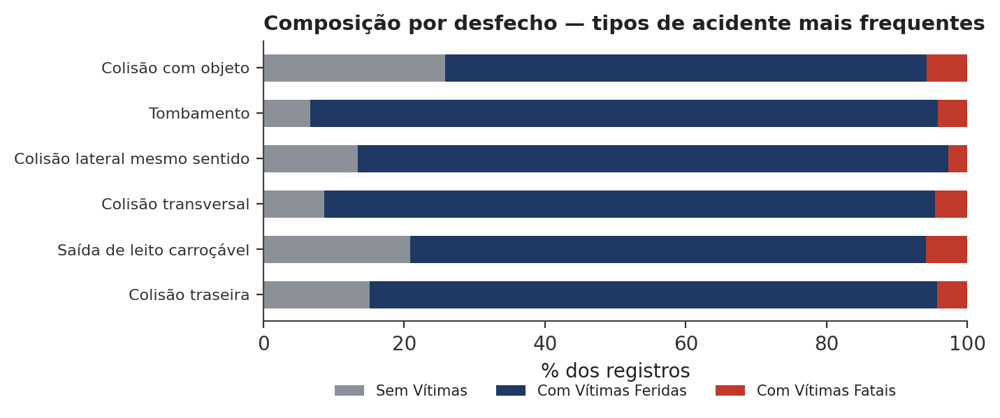 Composição por desfecho — tipos de acidente mais frequentes
Colisão com objeto
Tombamento
Colisão lateral mesmo sentido
Colisão transversal
Saída de leito carroçável
Colisão traseira
0 20 40 60 80 100
% dos registros
Sem Vítimas Com Vítimas Feridas Com Vítimas Fatais